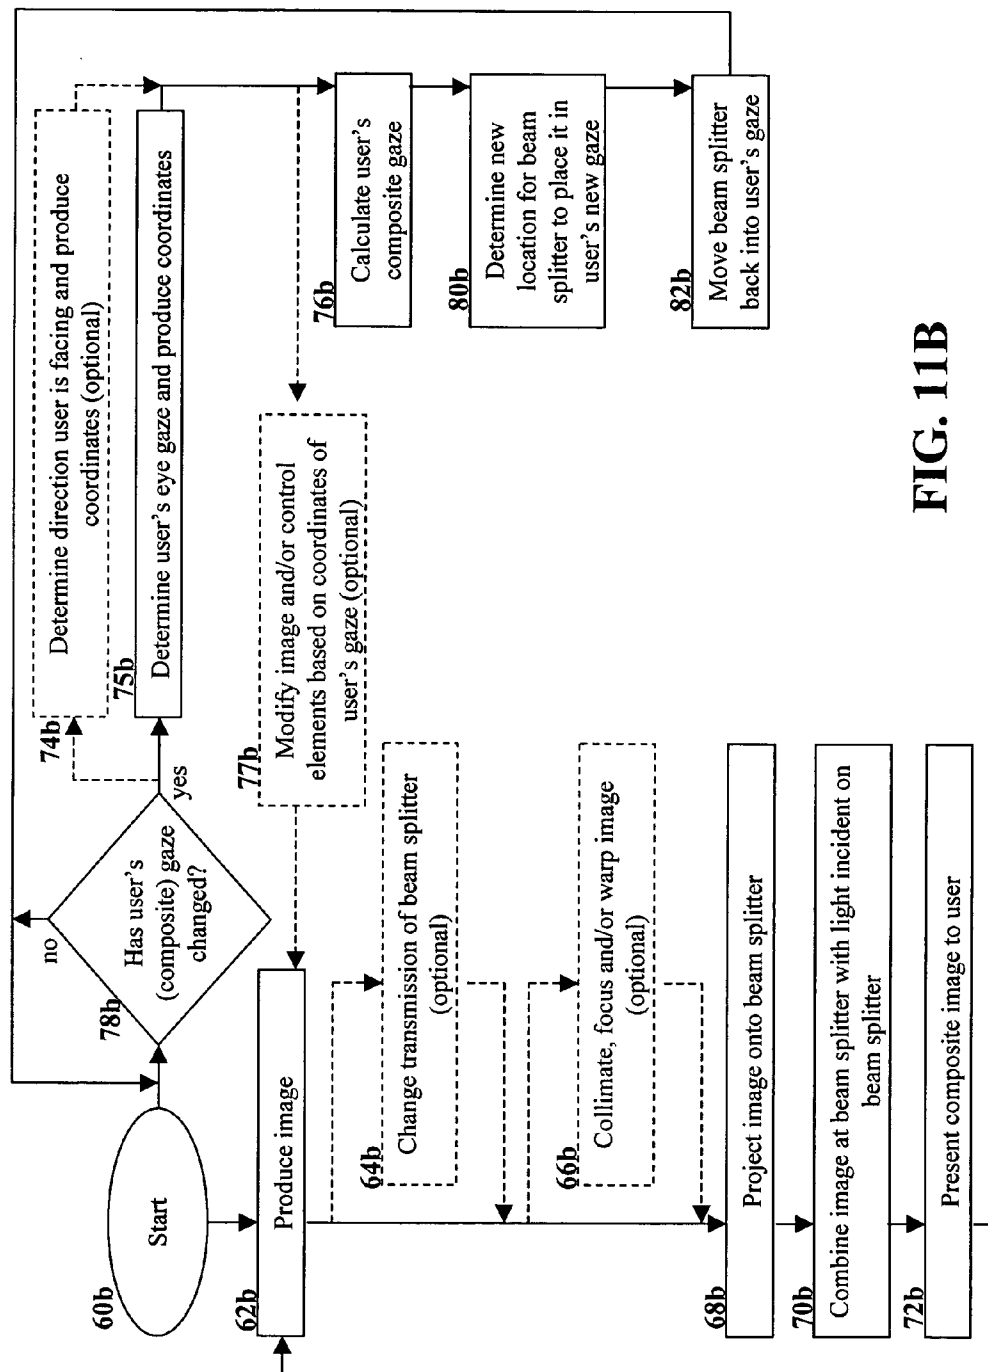 60b
Start
78b
Has user's
(composite) gaze
changed?
no
yes
74b
Determine direction user is facing and produce
coordinates (optional)
75b
Determine user's eye gaze and produce coordinates
62b
Produce image
77b
Modify image and/or control
elements based on coordinates of
user's gaze (optional)
76b
Calculate user's
composite gaze
64b
Change transmission of beam splitter
(optional)
80b
Determine new
location for beam
splitter to place it in
user's new gaze
66b
Collimate, focus and/or warp image
(optional)
82b
Move beam splitter
back into user's gaze
68b
Project image onto beam splitter
70b
Combine image at beam splitter with light incident on
beam splitter
72b
Present composite image to user
FIG. 11B